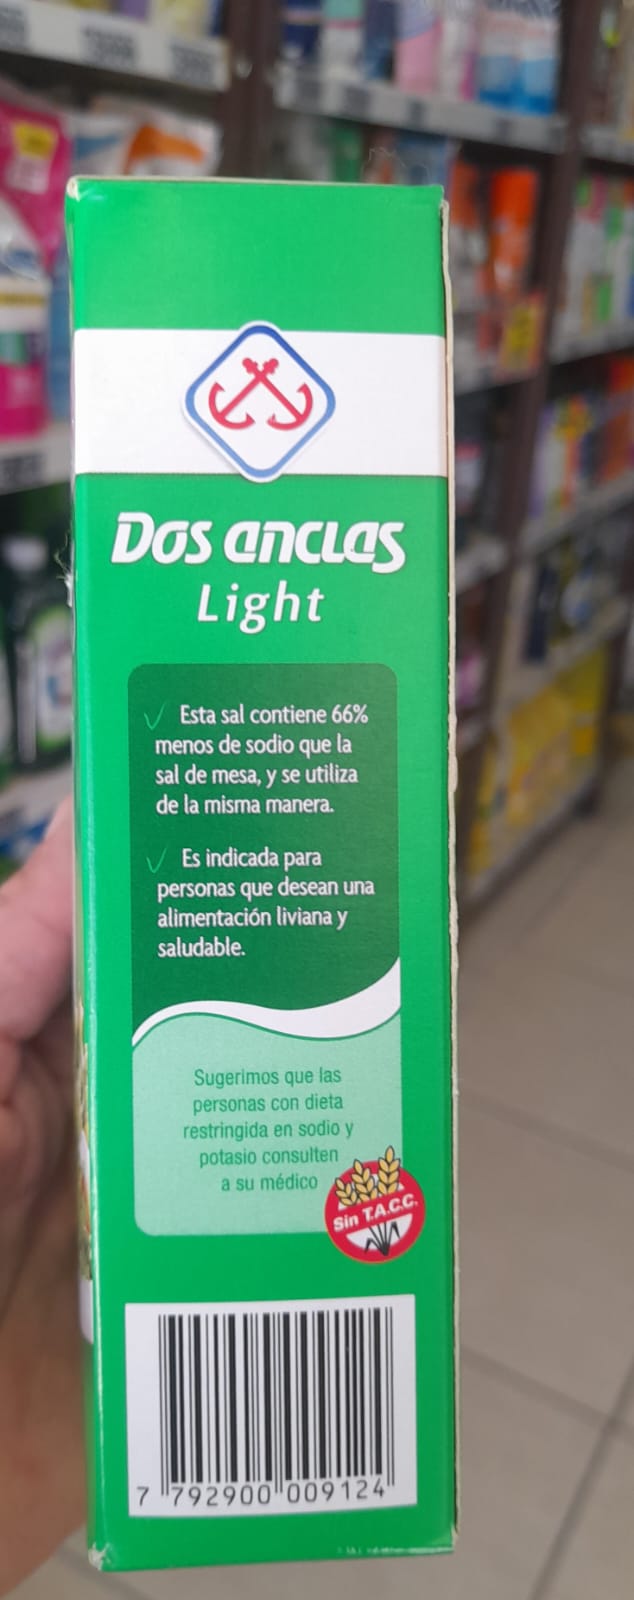 Dos anclas
Light
Esta sal contiene 66%
menos de sodio que la
sal de mesa, y se utiliza
de la misma manera.
Es indicada para
personas que desean una
alimentación liviana y
saludable.
Sugerimos que las
personas con dieta
restringida en sodio y
potasio consulten
a su médico
Sin T.A.C.C.
7 792900 009124